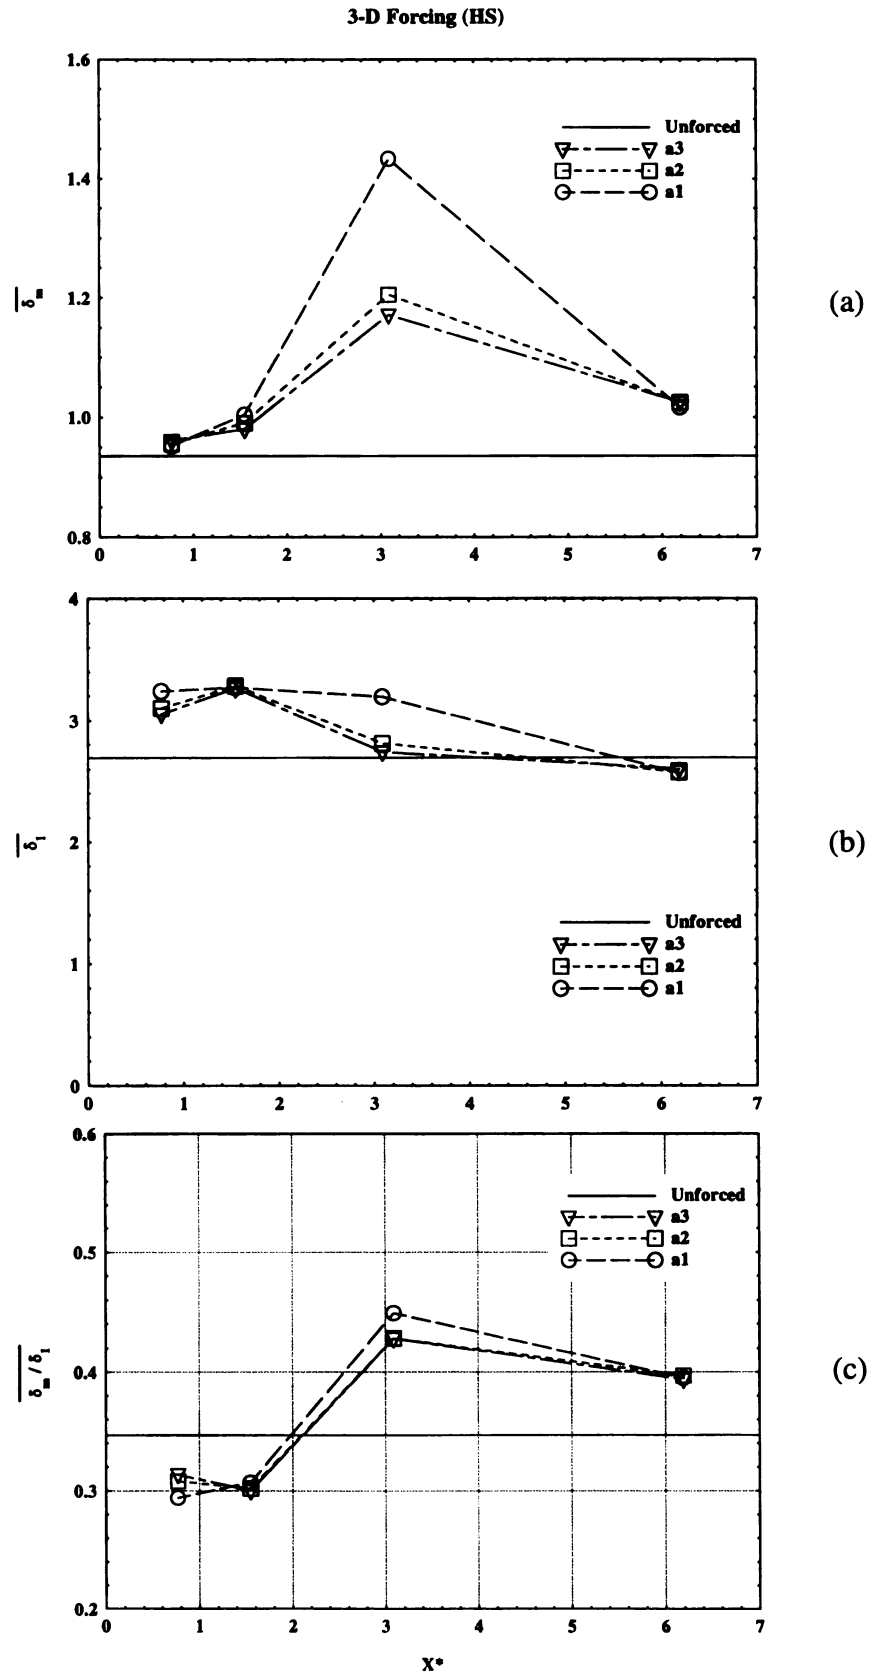 3-D Forcing (HS)
1.6
1.4
1.2
1.0
0.8
0 1 2 3 4 5 6 7
δm
Unforced
a3
a2
a1
(a)
4
3
2
1
0
0 1 2 3 4 5 6 7
δ1
Unforced
a3
a2
a1
(b)
0.6
0.5
0.4
0.3
0.2
0 1 2 3 4 5 6 7
δm / δ1
Unforced
a3
a2
a1
(c)
X*